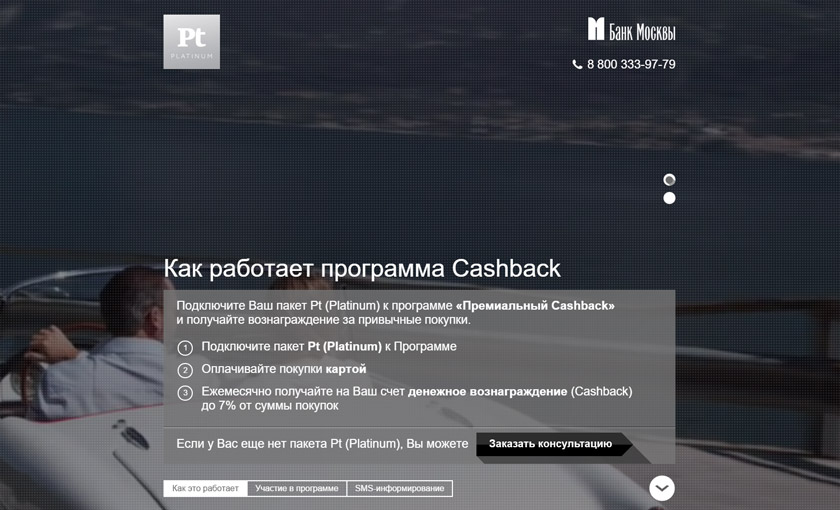 Pt
PLATINUM
Банк Москвы
8 800 333-97-79
Как работает программа Cashback
Подключите Ваш пакет Pt (Platinum) к программе «Премиальный Cashback»
и получайте вознаграждение за привычные покупки.
1 Подключите пакет Pt (Platinum) к Программе
2 Оплачивайте покупки картой
3 Ежемесячно получайте на Ваш счет денежное вознаграждение (Cashback)
до 7% от суммы покупок
Если у Вас еще нет пакета Pt (Platinum), Вы можете Заказать консультацию
Как это работает Участие в программе SMS-информирование